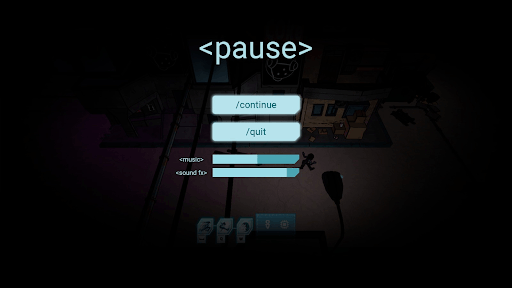 <pause>
/continue
/quit
<music>
<sound fx>